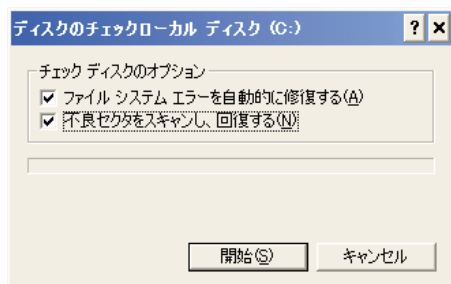 ディスクのチェックローカル ディスク (C:)
チェック ディスクのオプション
ファイル システム エラーを自動的に修復する(A)
不良セクタをスキャンし、回復する(N)
開始(S)
キャンセル